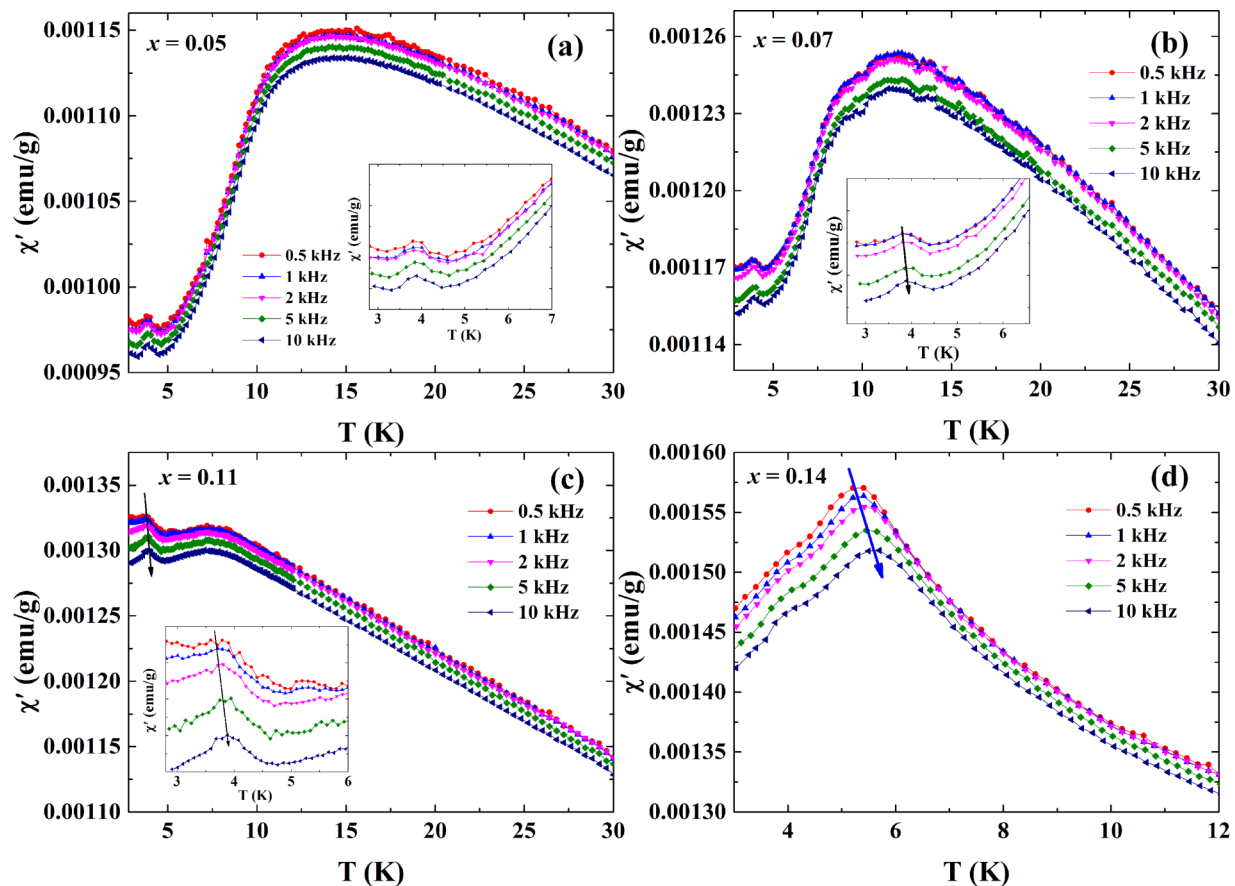 x = 0.05
(a)
χ′ (emu/g)
0.00115
0.00110
0.00105
0.00100
0.00095
5 10 15 20 25 30
T (K)
0.5 kHz
1 kHz
2 kHz
5 kHz
10 kHz
χ′ (emu/g)
3 4 5 6 7
T (K)
x = 0.07
(b)
χ′ (emu/g)
0.00126
0.00123
0.00120
0.00117
0.00114
5 10 15 20 25 30
T (K)
0.5 kHz
1 kHz
2 kHz
5 kHz
10 kHz
χ′ (emu/g)
3 4 5 6
T (K)
x = 0.11
(c)
χ′ (emu/g)
0.00135
0.00130
0.00125
0.00120
0.00115
0.00110
5 10 15 20 25 30
T (K)
0.5 kHz
1 kHz
2 kHz
5 kHz
10 kHz
χ′ (emu/g)
3 4 5 6
T (K)
x = 0.14
(d)
χ′ (emu/g)
0.00160
0.00155
0.00150
0.00145
0.00140
0.00135
0.00130
4 6 8 10 12
T (K)
0.5 kHz
1 kHz
2 kHz
5 kHz
10 kHz